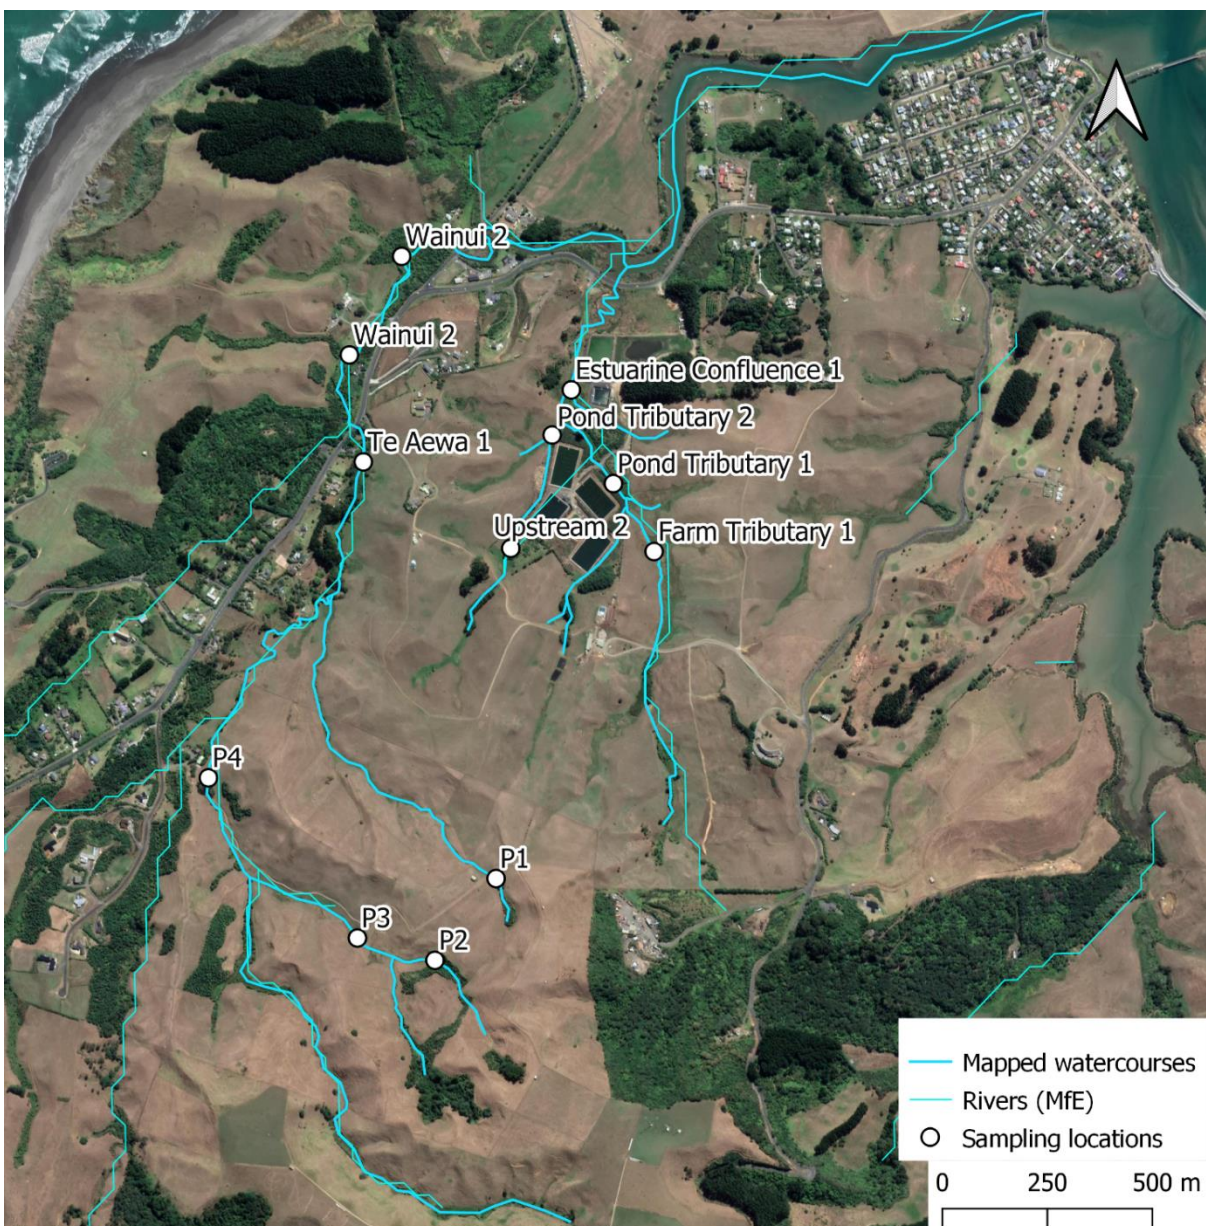 Wainui 2
Wainui 2
Estuarine Confluence 1
Pond Tributary 2
Te Aewa 1
Pond Tributary 1
Upstream 2
Farm Tributary 1
P4
P1
P3
P2
Mapped watercourses
Rivers (MfE)
Sampling locations
0 250 500 m